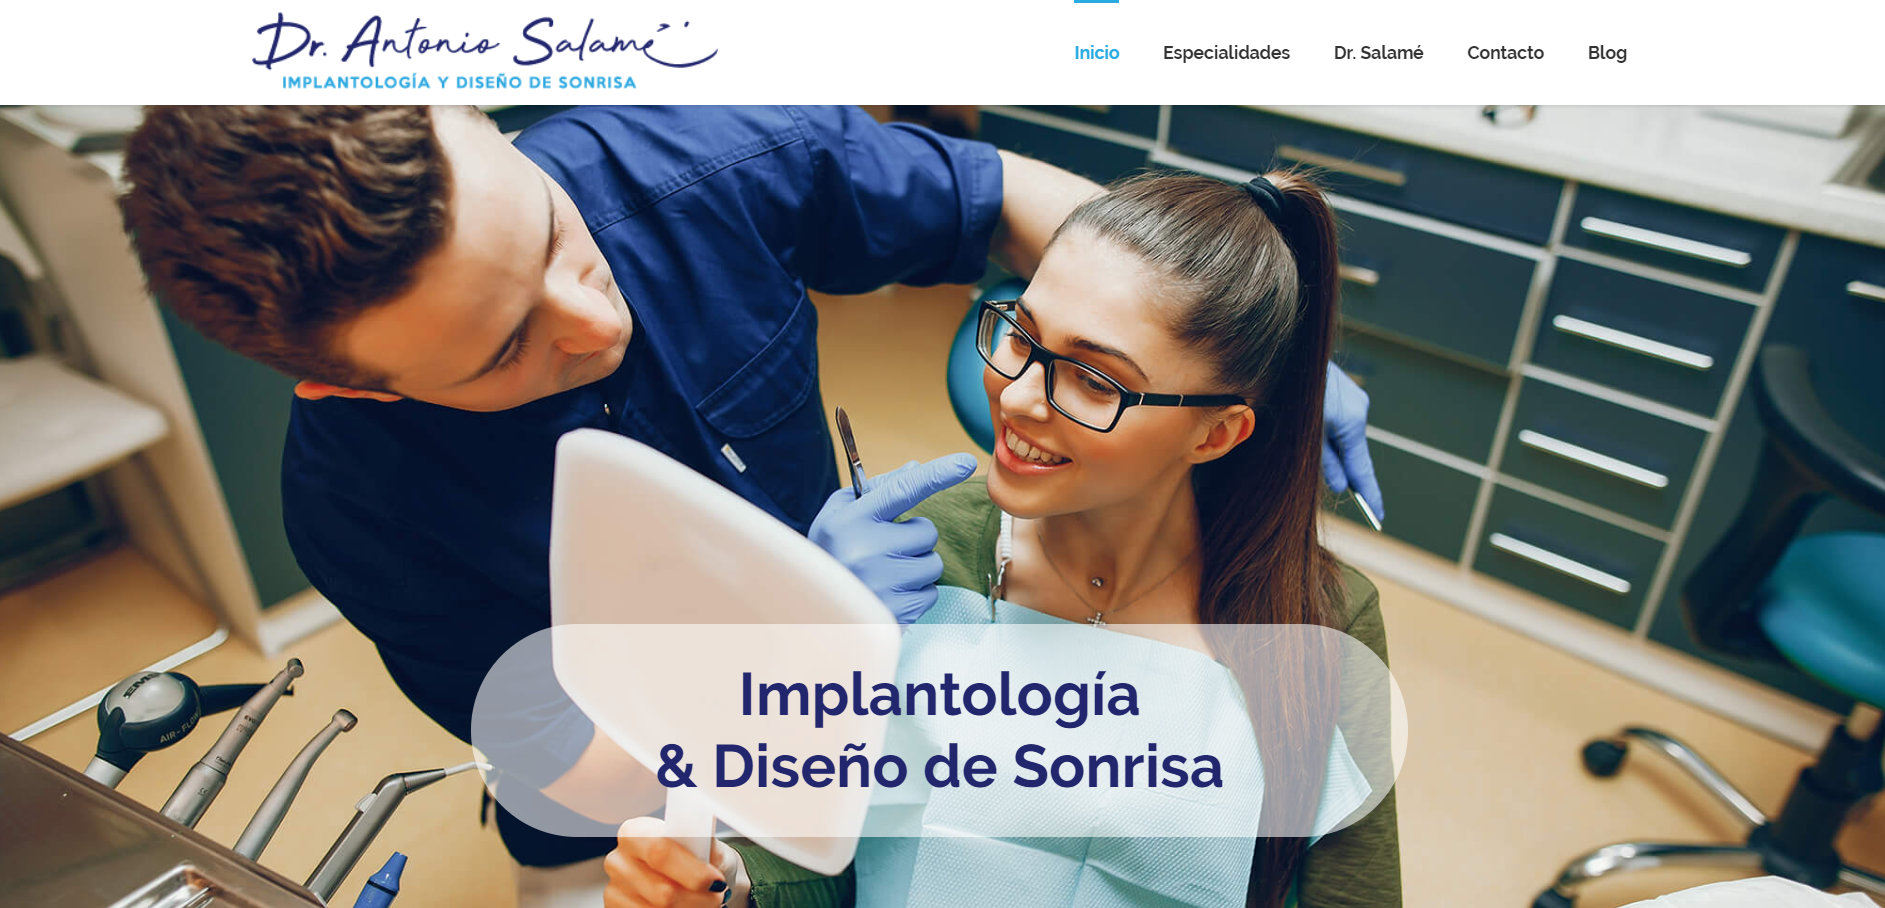 Dr. Antonio Salamé
IMPLANTOLOGÍA Y DISEÑO DE SONRISA
Inicio Especialidades Dr. Salamé Contacto Blog
Implantología
& Diseño de Sonrisa
AIR-FLOW